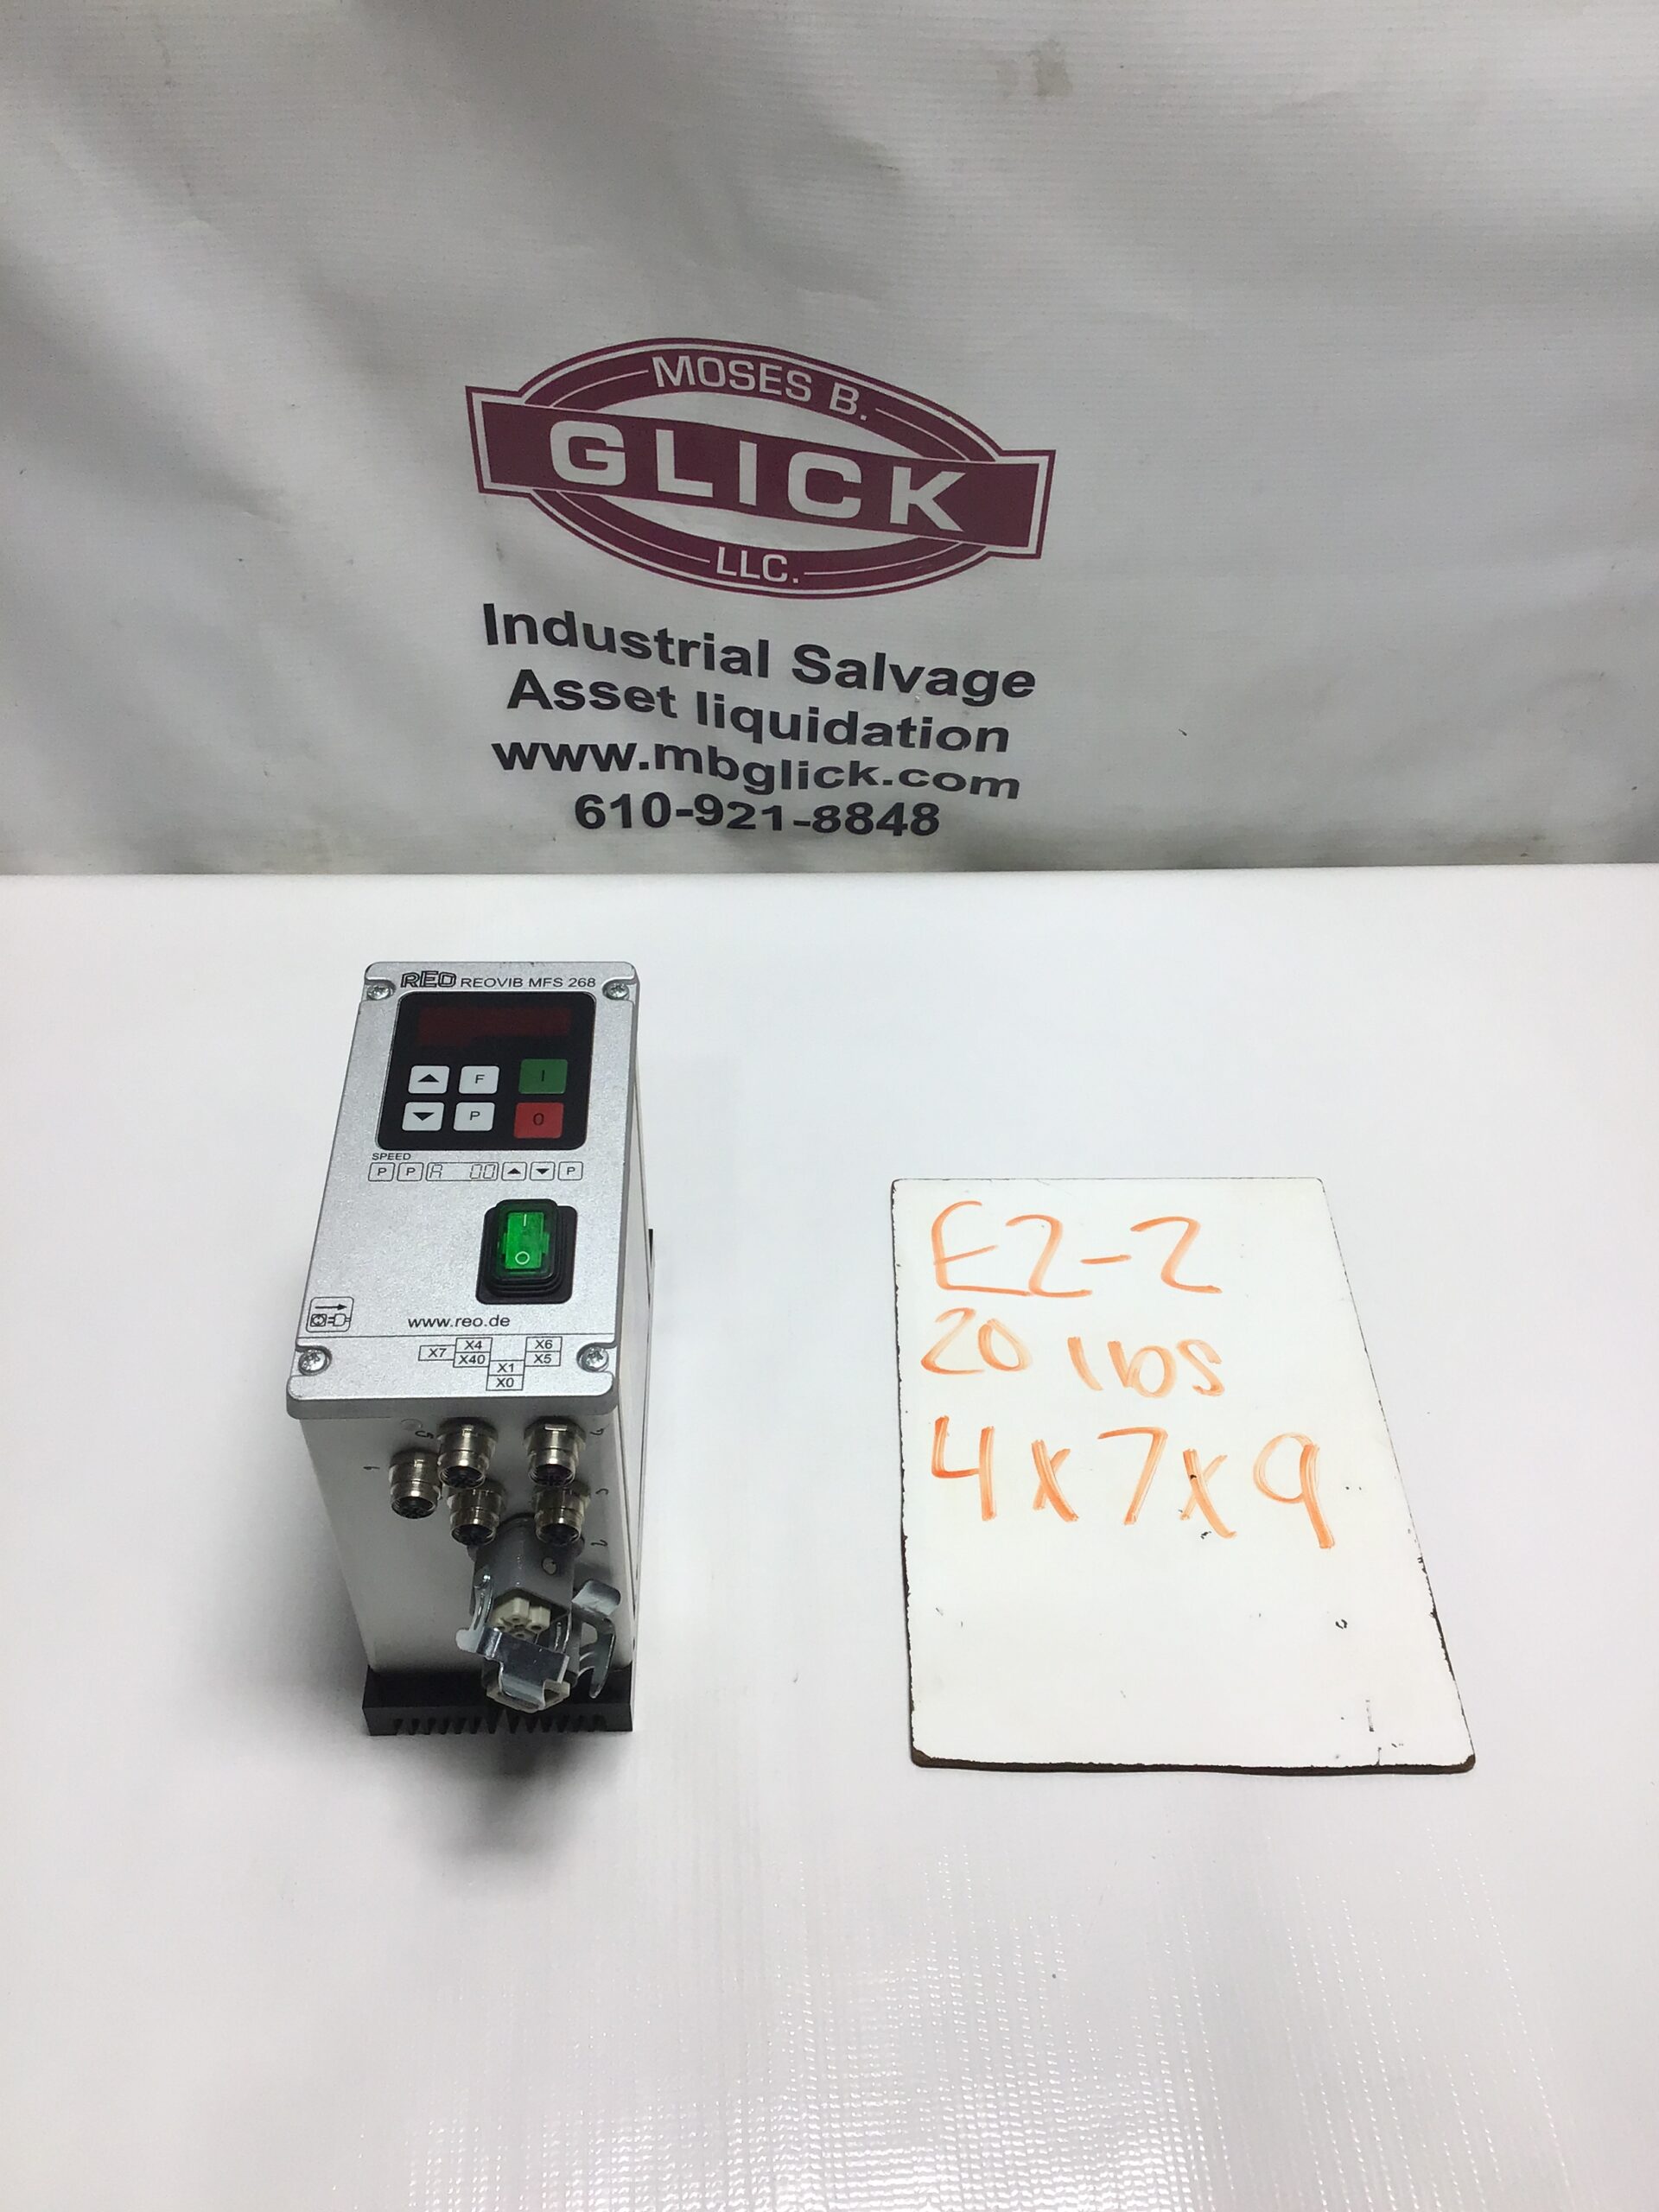 MOSES B.
GLICK
LLC.
Industrial Salvage
Asset liquidation
www.mbglick.com
610-921-8848
REO REOVIB MFS 268
F I
P 0
SPEED
P P A 00 P
I
O
www.reo.de
X7 X4 X6
X40 X5
X1
X0
E2-2
20 lbs
4x7x9